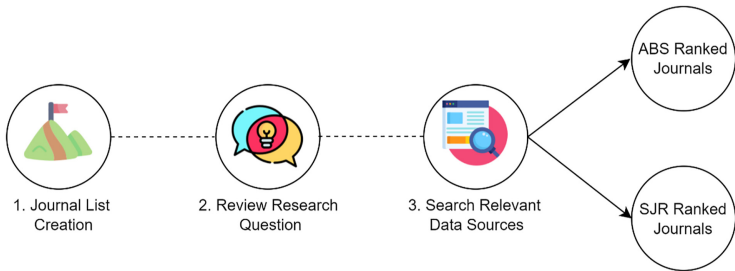 ABS Ranked
Journals
1. Journal List
Creation
2. Review Research
Question
3. Search Relevant
Data Sources
SJR Ranked
Journals